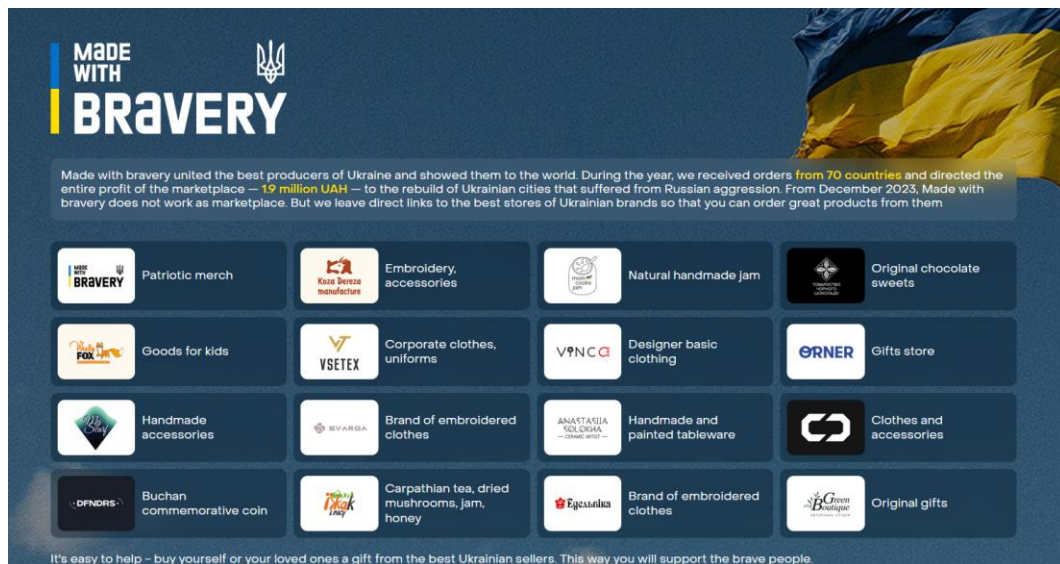 MaDE
WITH
BRaVERY
Made with bravery united the best producers of Ukraine and showed them to the world. During the year, we received orders from 70 countries and directed the
entire profit of the marketplace — 1.9 million UAH — to the rebuild of Ukrainian cities that suffered from Russian aggression. From December 2023, Made with
bravery does not work as marketplace. But we leave direct links to the best stores of Ukrainian brands so that you can order great products from them
MaDE
WITH
BRaVERY
Patriotic merch
Koza Dereza
manufacture
Embroidery,
accessories
cooks
jam
Natural handmade jam
ТОВАРИСТВО
ЧОРНОГО
ШОКОЛАДУ
Original chocolate
sweets
FOX
Goods for kids
VSETEX
Corporate clothes,
uniforms
VINCA
Designer basic
clothing
ORNER
Gifts store
My
Scarf
Handmade
accessories
SVARGA
Brand of embroidered
clothes
ANASTASIIA
SOLOKHA
— CERAMIC ARTIST —
Handmade and
painted tableware
Clothes and
accessories
DFNDRS
Buchan
commemorative coin
Їжак
Carpathian tea, dried
mushrooms, jam,
honey
Едельвіка
Brand of embroidered
clothes
Green
Boutique
Original gifts
It's easy to help – buy yourself or your loved ones a gift from the best Ukrainian sellers. This way you will support the brave people.